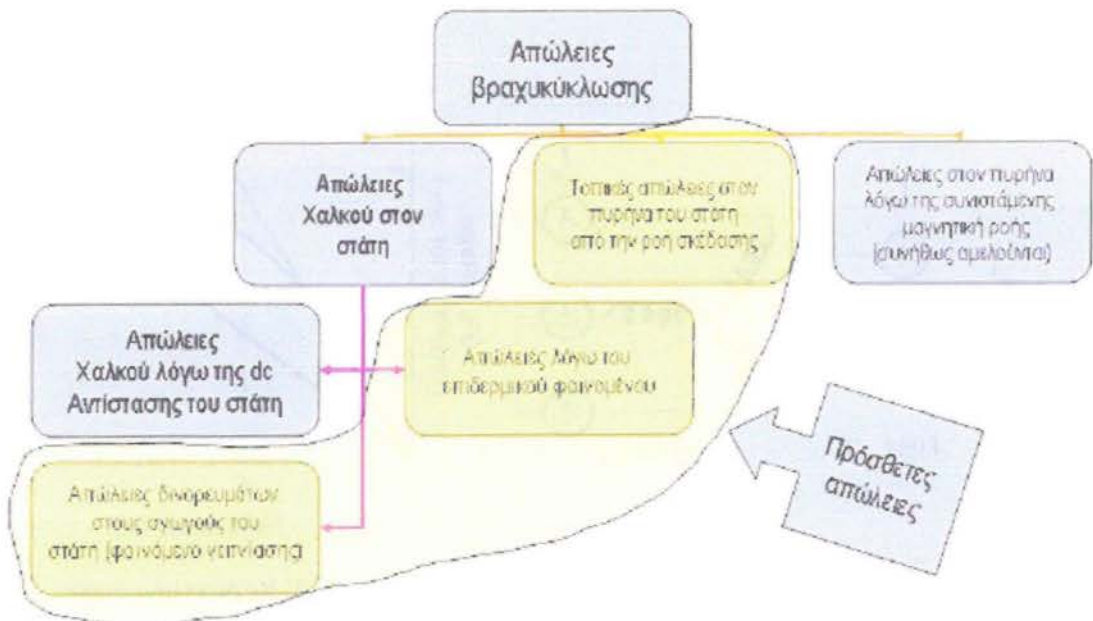 Απώλειες
βραχυκύκλωσης
Απώλειες
Χαλκού στον
στάτη
Τοπικές απώλειες στον
πυρήνα του στάτη
από την ροή σκέδασης
Απώλειες στον πυρήνα
λόγω της συνιστάμενης
μαγνητική ροής
(συνήθως αμελούνται)
Απώλειες
Χαλκού λόγω της dc
Αντίστασης του στάτη
Απώλειες λόγω του
επιδερμικού φαινομένου
Απώλειες δινορευμάτων
στους αγωγούς του
στάτη (φαινόμενο γειτνίασης)
Πρόσθετες
απώλειες